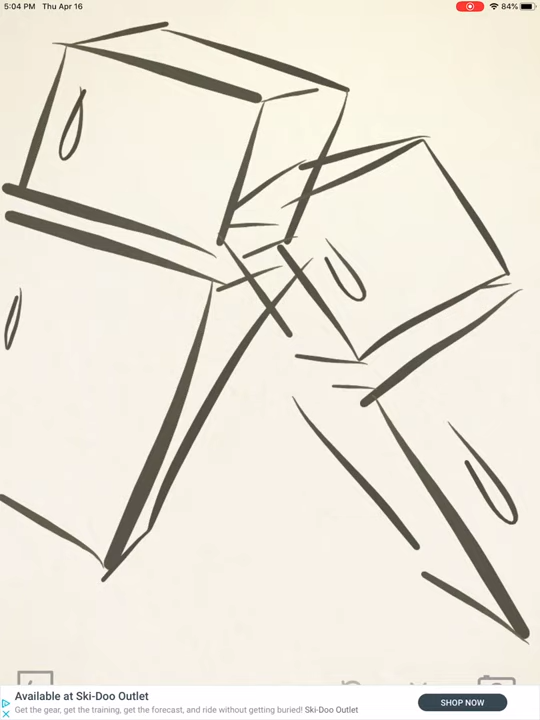 5:04 PM Thu Apr 16
84%
Available at Ski-Doo Outlet
Get the gear, get the training, get the forecast, and ride without getting buried! Ski-Doo Outlet
SHOP NOW